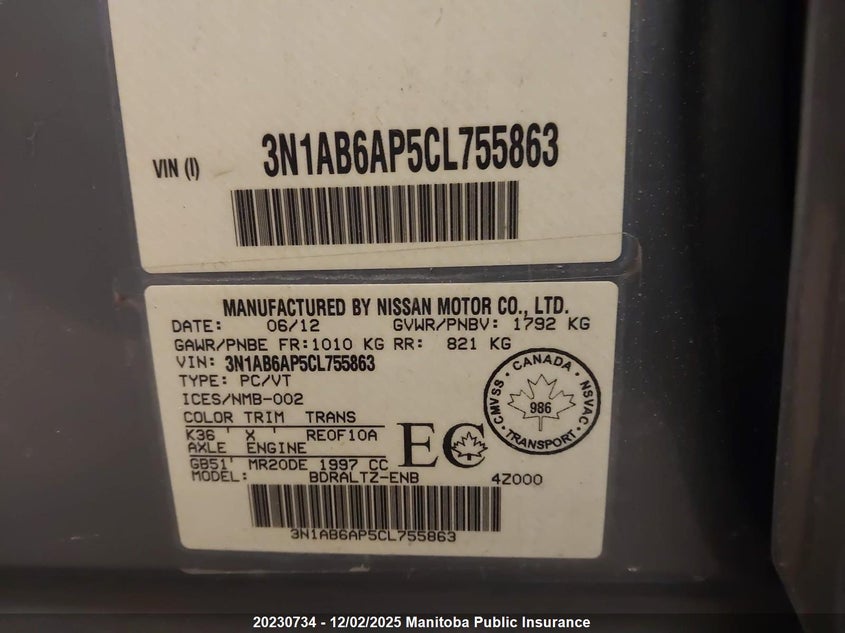 VIN (I) 3N1AB6AP5CL755863
MANUFACTURED BY NISSAN MOTOR CO., LTD.
DATE: 06/12 GVWR/PNBV: 1792 KG
GAWR/PNBE FR:1010 KG RR: 821 KG
VIN: 3N1AB6AP5CL755863
TYPE: PC/VT
ICES/NMB-002
COLOR TRIM TRANS
K36 ' X ' RE0F10A
AXLE ENGINE
GB51' MR20DE 1997 CC
MODEL: BDRALTZ-ENB 4Z000
EC
CANADA
CMVSS · NSVAC
986
TRANSPORT
3N1AB6AP5CL755863
20230734 - 12/02/2025 Manitoba Public Insurance